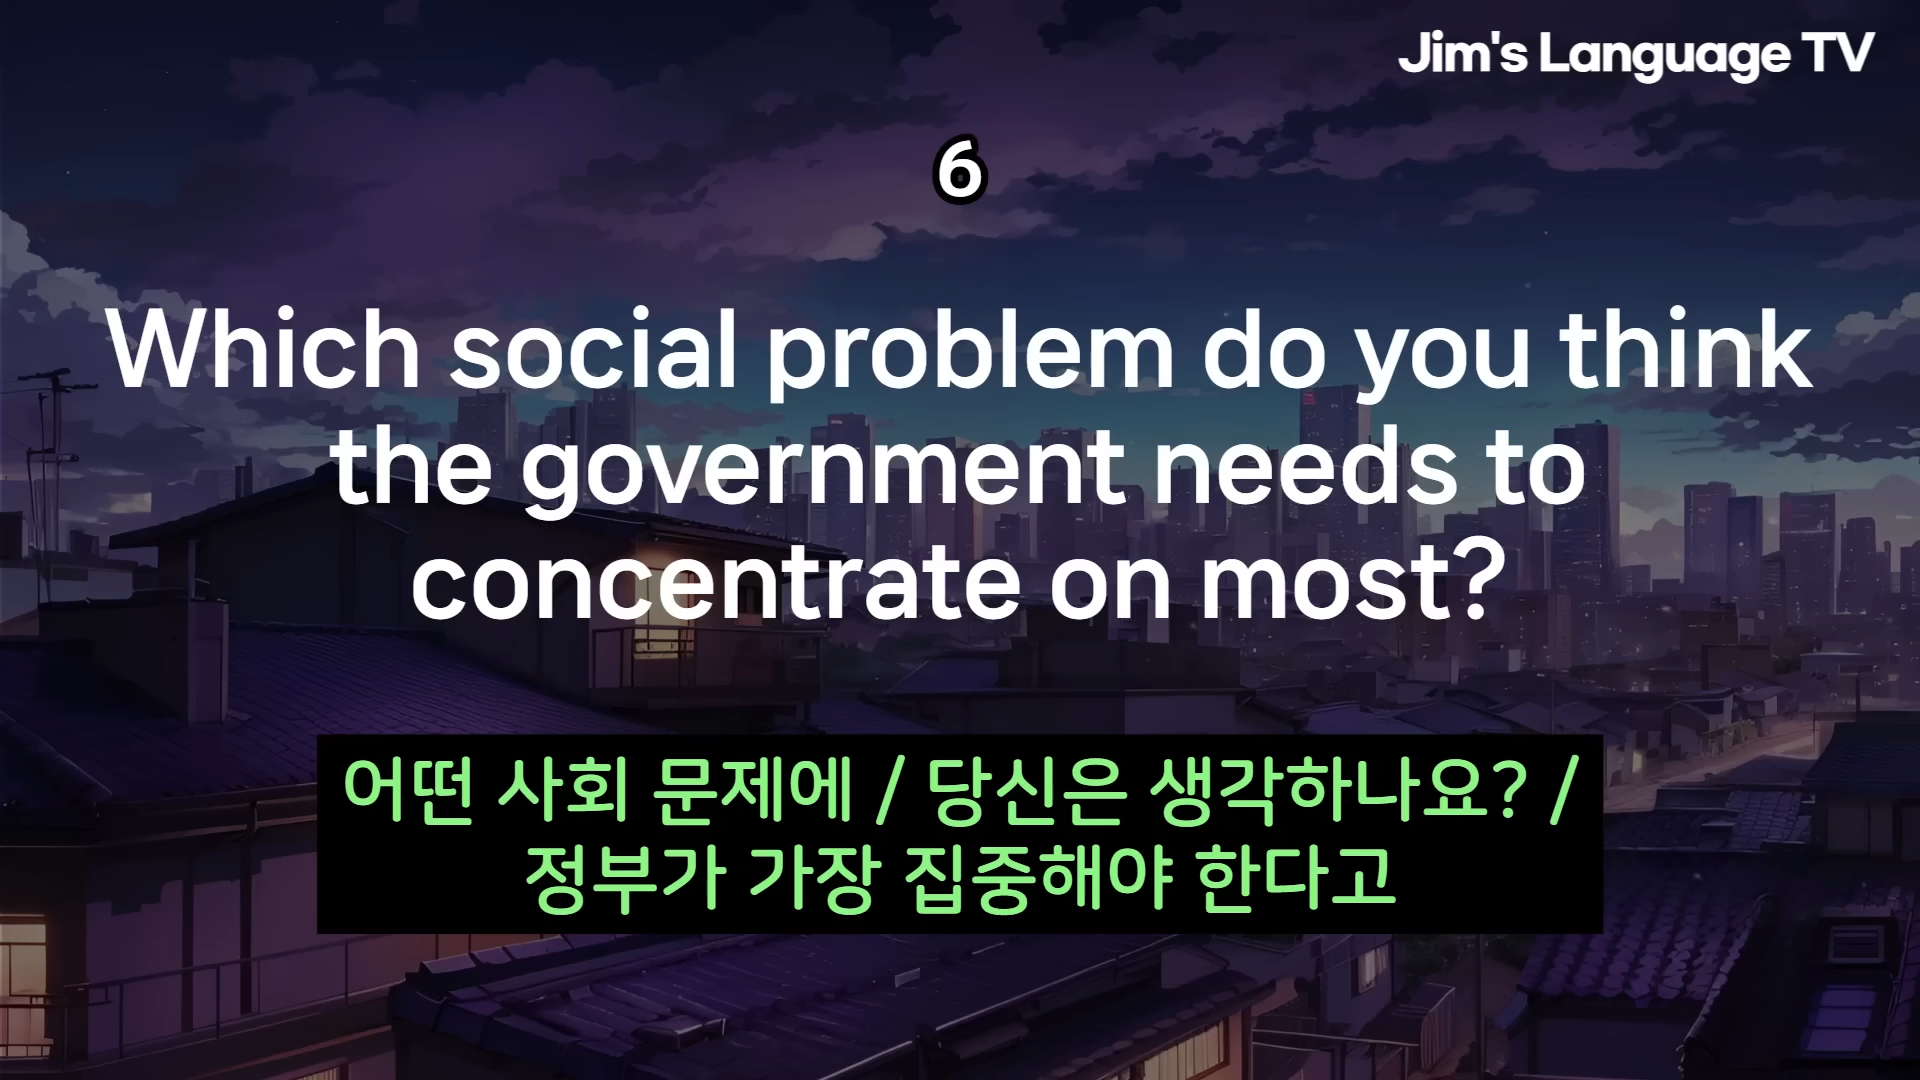 Jim's Language TV
6
Which social problem do you think
the government needs to
concentrate on most?
어떤 사회 문제에 / 당신은 생각하나요? /
정부가 가장 집중해야 한다고